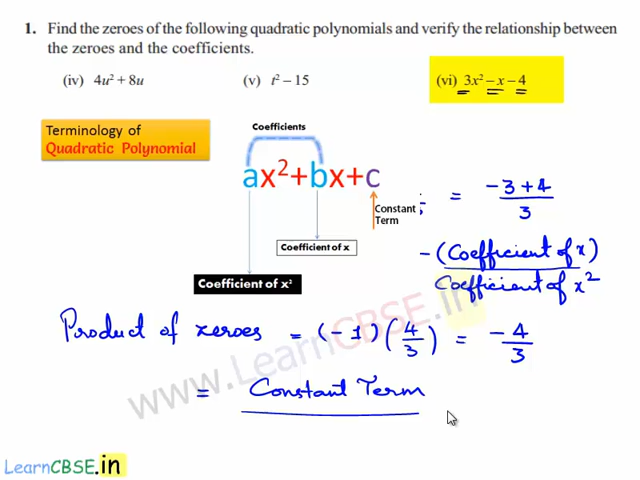 1. Find the zeroes of the following quadratic polynomials and verify the relationship between
the zeroes and the coefficients.
(iv) 4u² + 8u (v) t² – 15 (vi) 3x² – x – 4
Terminology of
Quadratic Polynomial
Coefficients
ax²+bx+c
Constant
Term
Coefficient of x
Coefficient of x²
= -3+4/3
- (Coefficient of x)/Coefficient of x²
Product of zeroes = (-1) (4/3) = -4/3
= Constant Term
www.LearnCBSE.in
LearnCBSE.in